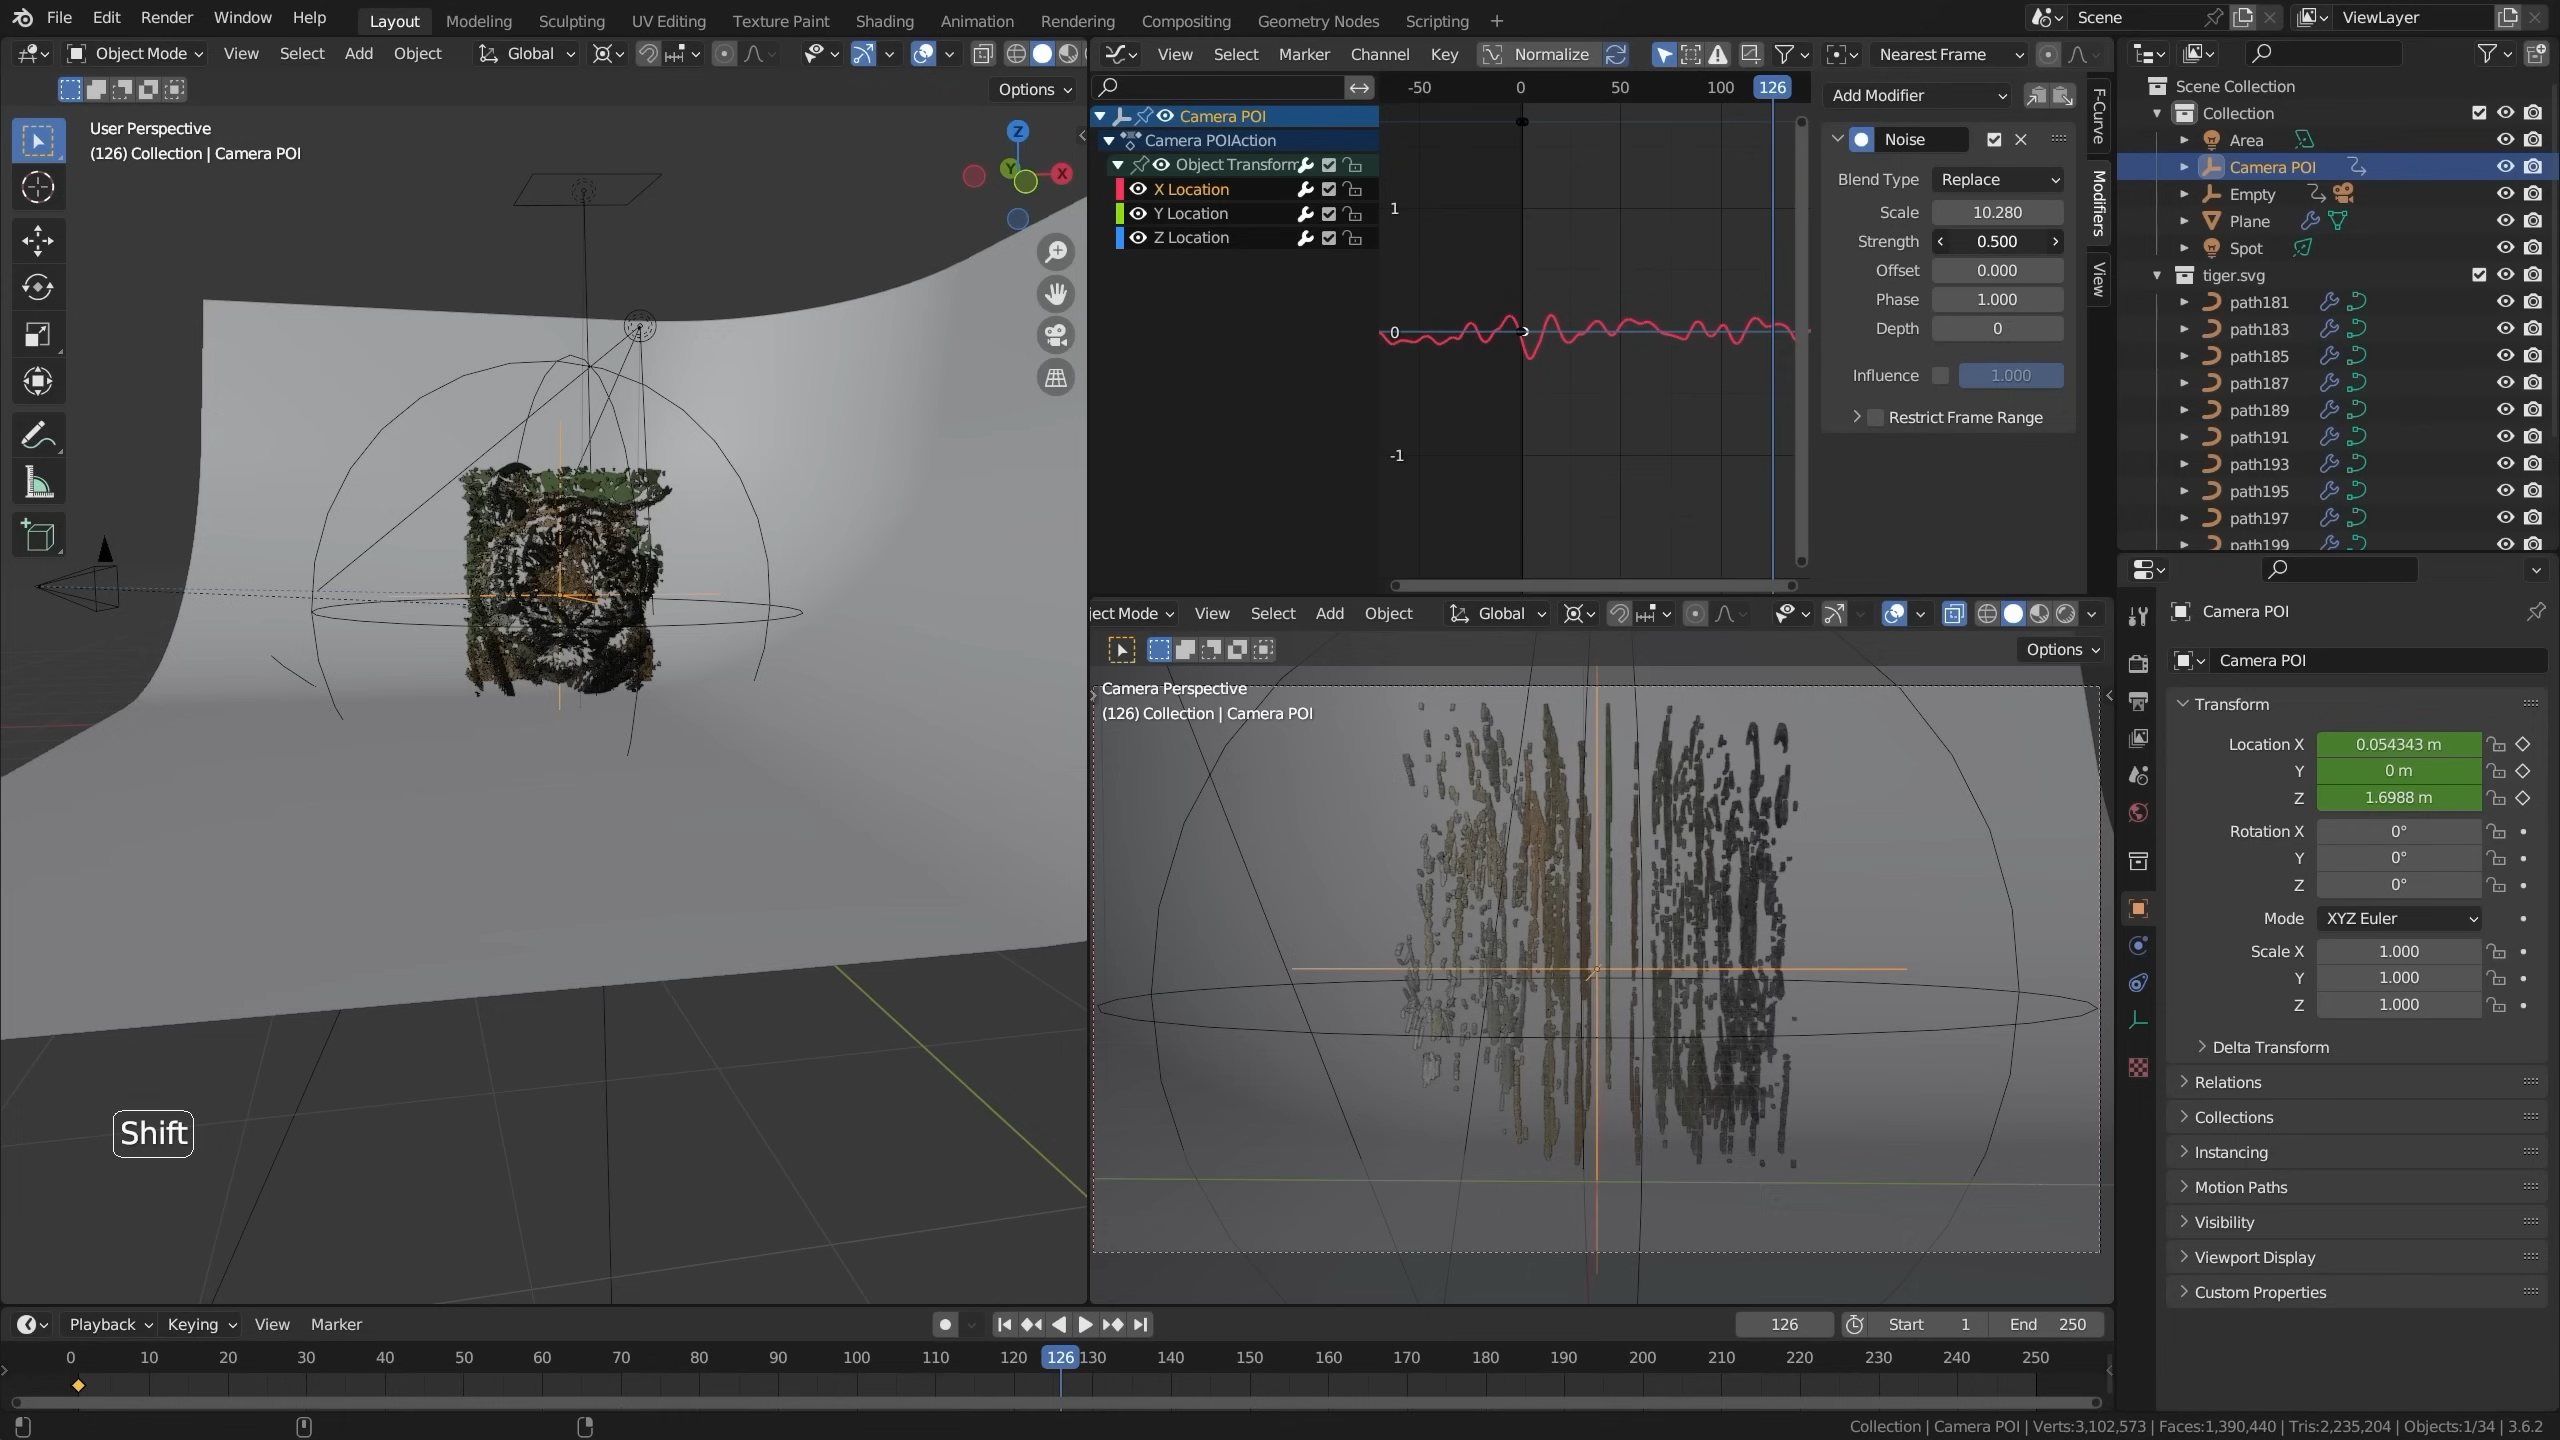 File Edit Render Window Help Layout Modeling Sculpting UV Editing Texture Paint Shading Animation Rendering Compositing Geometry Nodes Scripting + Scene ViewLayer
Object Mode View Select Add Object Global
Options
User Perspective
(126) Collection | Camera POI
Z
Y
X
Shift
View Select Marker Channel Key Normalize Nearest Frame
-50 0 50 100 126
Camera POI
Camera POIAction
Object Transform
X Location
Y Location
Z Location
1
0
-1
Add Modifier
Noise
Blend Type Replace
Scale 10.280
Strength 0.500
Offset 0.000
Phase 1.000
Depth 0
Influence 1.000
Restrict Frame Range
F-Curve
Modifiers
View
ject Mode View Select Add Object Global
Options
Camera Perspective
(126) Collection | Camera POI
Scene Collection
Collection
Area
Camera POI
Empty
Plane
Spot
tiger.svg
path181
path183
path185
path187
path189
path191
path193
path195
path197
path199
Camera POI
Camera POI
Transform
Location X 0.054343 m
Y 0 m
Z 1.6988 m
Rotation X 0°
Y 0°
Z 0°
Mode XYZ Euler
Scale X 1.000
Y 1.000
Z 1.000
Delta Transform
Relations
Collections
Instancing
Motion Paths
Visibility
Viewport Display
Custom Properties
Playback Keying View Marker 126 Start 1 End 250
0 10 20 30 40 50 60 70 80 90 100 110 120 126 130 140 150 160 170 180 190 200 210 220 230 240 250
Collection | Camera POI | Verts:3,102,573 | Faces:1,390,440 | Tris:2,235,204 | Objects:1/34 | 3.6.2